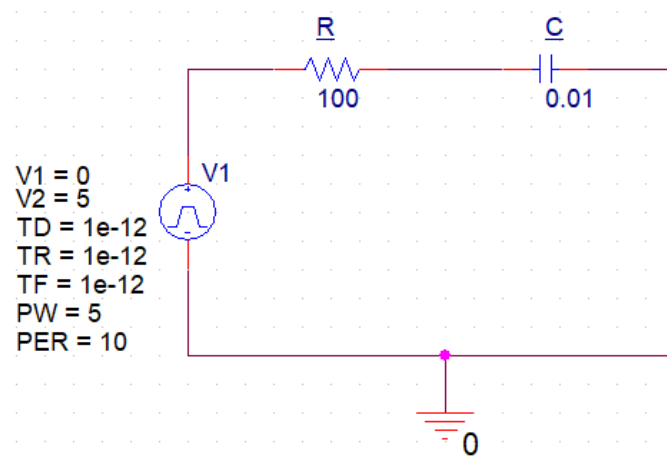 R
C
100
0.01
V1
V1 = 0
V2 = 5
TD = 1e-12
TR = 1e-12
TF = 1e-12
PW = 5
PER = 10
0